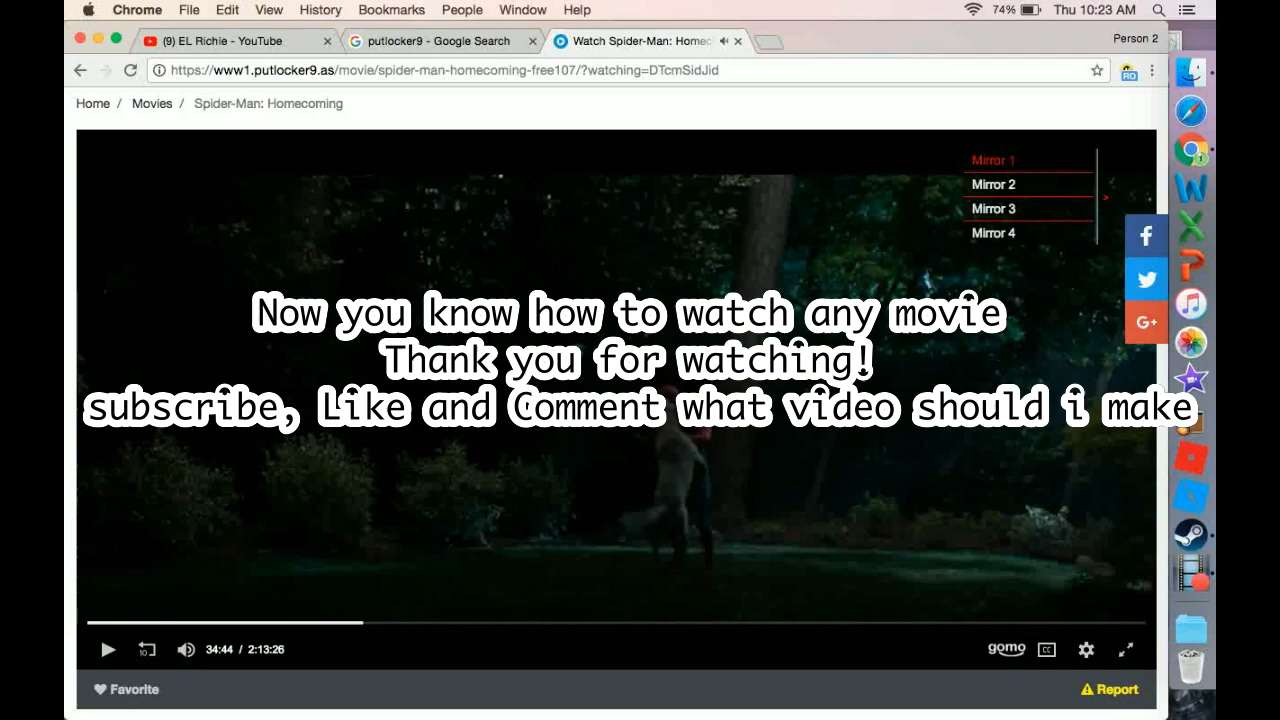 Chrome File Edit View History Bookmarks People Window Help 74% Thu 10:23 AM
(9) EL Richie - YouTube putlocker9 - Google Search Watch Spider-Man: Homec Person 2
https://www1.putlocker9.as/movie/spider-man-homecoming-free107/?watching=DTcmSidJid RO
Home / Movies / Spider-Man: Homecoming
Mirror 1
Mirror 2
Mirror 3
Mirror 4
>
f
G+
Now you know how to watch any movie
Thank you for watching!
subscribe, Like and Comment what video should i make
10 34:44 / 2:13:26 gomo CC
Favorite Report